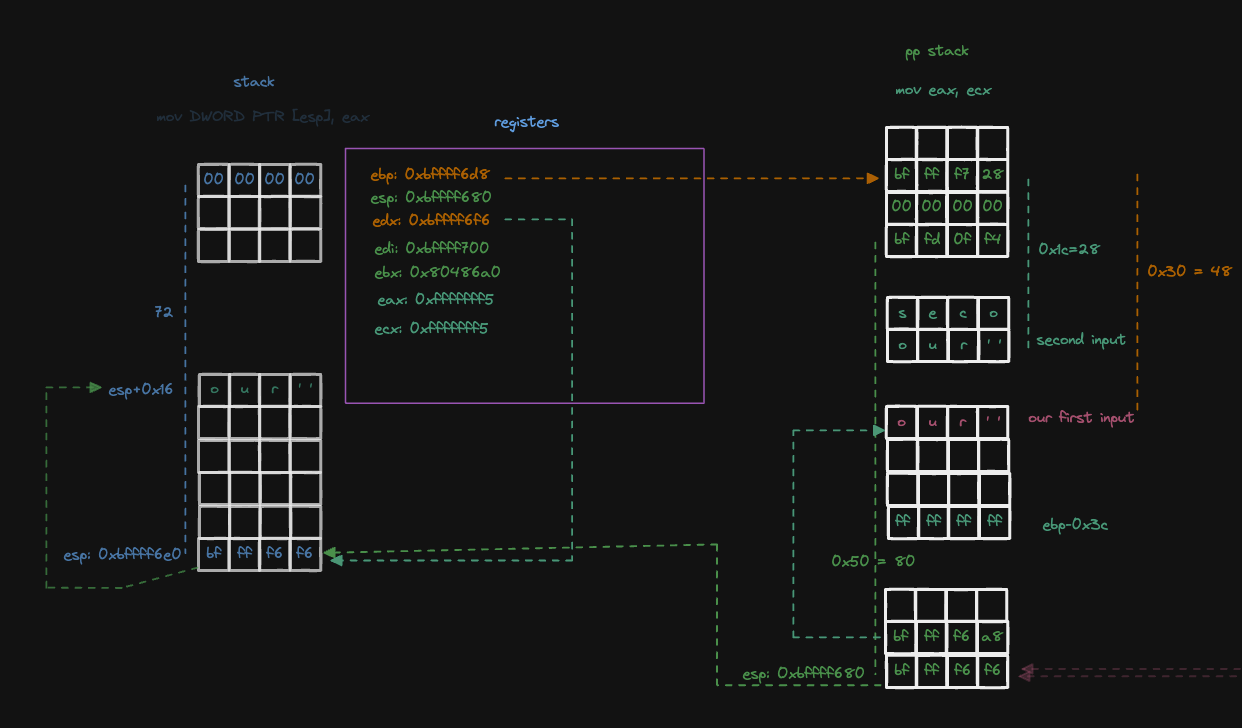 stack
mov DWORD PTR [esp], eax
00 00 00 00
72
esp+0x16
o u r ' '
esp: 0xbffff6e0
bf ff f6 f6
registers
ebp: 0xbffff6d8
esp: 0xbffff680
edx: 0xbffff6f6
edi: 0xbffff700
ebx: 0x80486a0
eax: 0xfffffff5
ecx: 0xfffffff5
pp stack
mov eax, ecx
bf ff f7 28
00 00 00 00
bf fd 0f f4
0x1c=28
0x30 = 48
s e c o
o u r ' '
second input
o u r ' '
our first input
ff ff ff ff
ebp-0x3c
0x50 = 80
bf ff f6 a8
esp: 0xbffff680
bf ff f6 f6